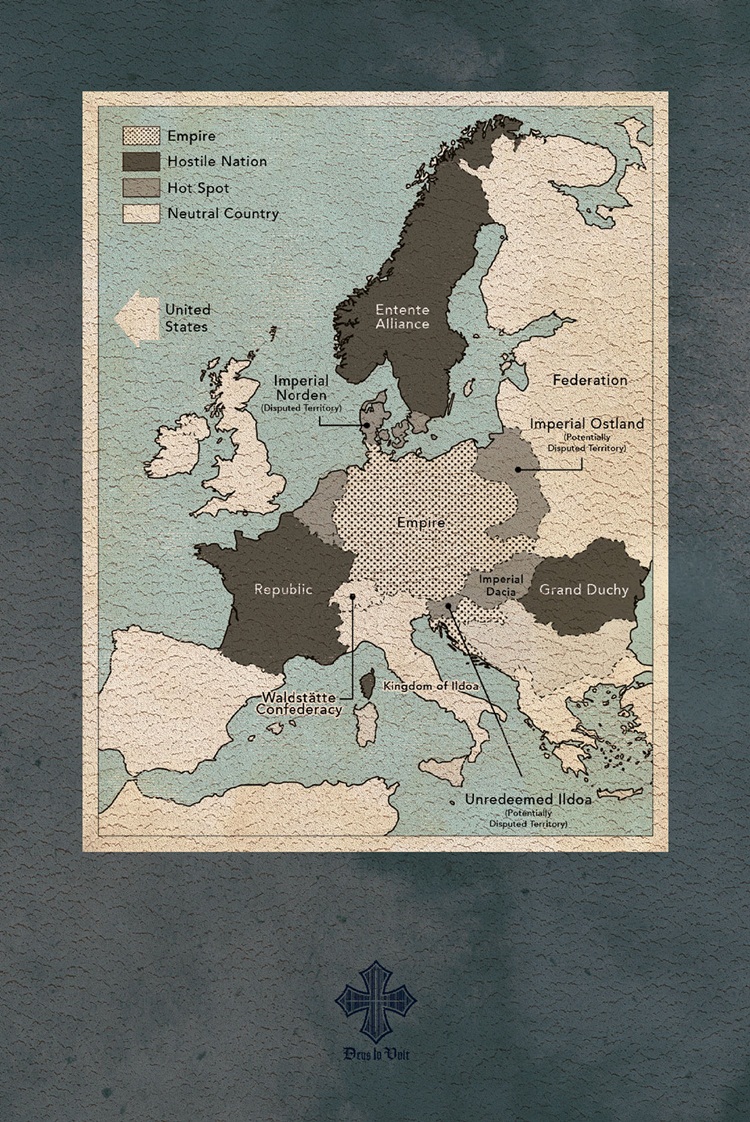 Empire
Hostile Nation
Hot Spot
Neutral Country
United
States
Entente
Alliance
Imperial
Norden
(Disputed Territory)
Federation
Imperial Ostland
(Potentially
Disputed Territory)
Empire
Republic
Imperial
Dacia
Grand Duchy
Waldstätte
Confederacy
Kingdom of Ildoa
Unredeemed Ildoa
(Potentially
Disputed Territory)
Deus lo Vult